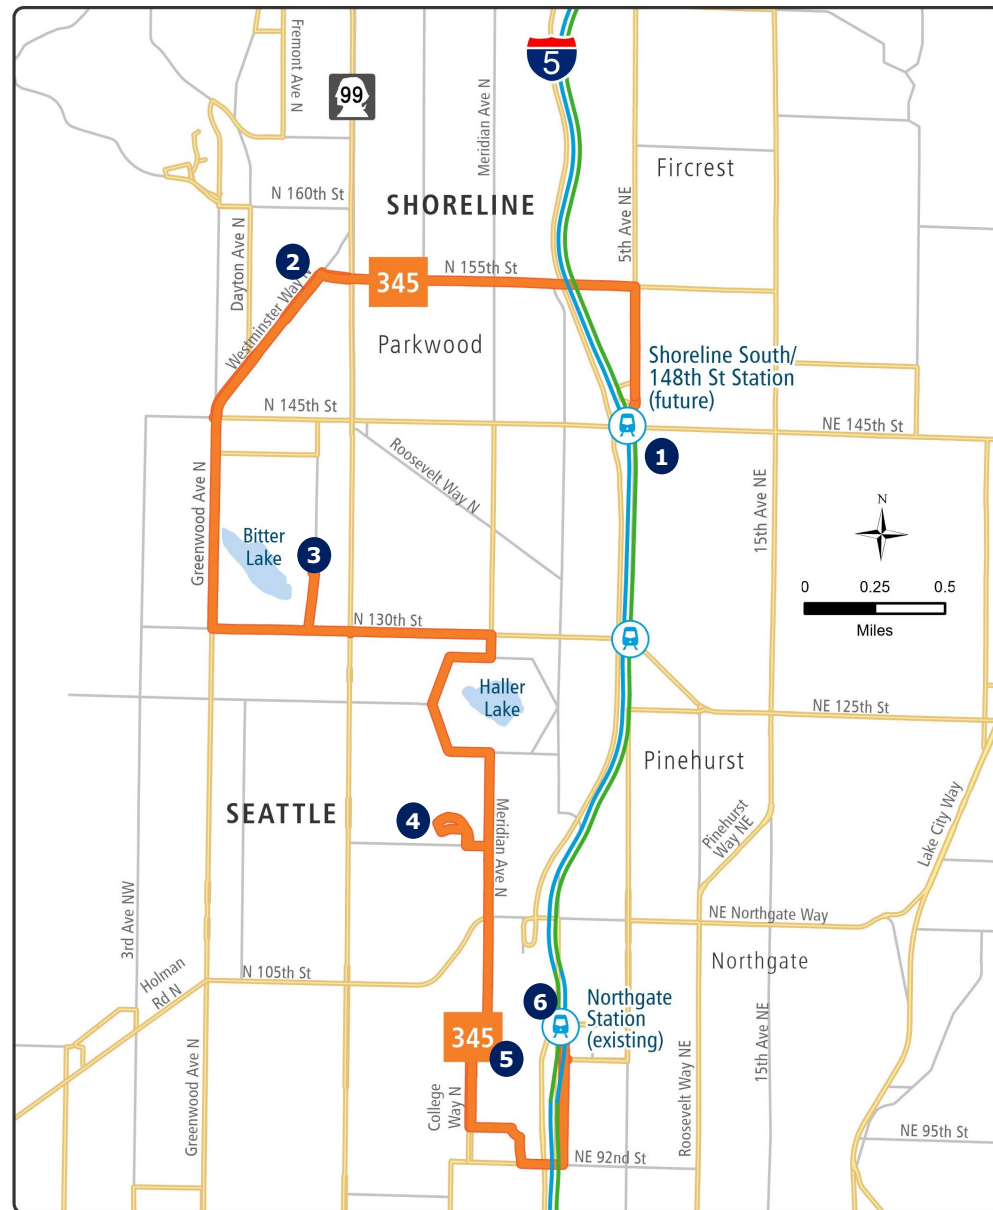 Fremont Ave N
99
Meridian Ave N
5
Fircrest
N 160th St
SHORELINE
5th Ave NE
Dayton Ave N
2
N 155th St
345
Westminster Way N
Parkwood
Shoreline South/
148th St Station
(future)
N 145th St
NE 145th St
1
Roosevelt Way N
Greenwood Ave N
15th Ave NE
N
Bitter
Lake
3
0 0.25 0.5
Miles
N 130th St
Haller
Lake
NE 125th St
Pinehurst
SEATTLE
4
Meridian Ave N
Pinehurst
Way NE
Lake City Way
3rd Ave NW
NE Northgate Way
Northgate
Holman
Rd N
N 105th St
6
Northgate
Station
(existing)
345
5
15th Ave NE
Greenwood Ave N
College
Way N
Roosevelt Way NE
NE 92nd St
NE 95th St